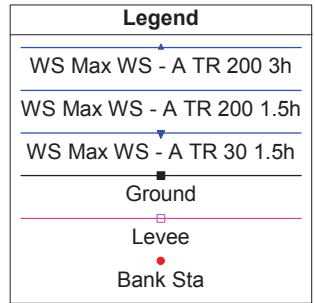 Legend
WS Max WS - A TR 200 3h
WS Max WS - A TR 200 1.5h
WS Max WS - A TR 30 1.5h
Ground
Levee
Bank Sta